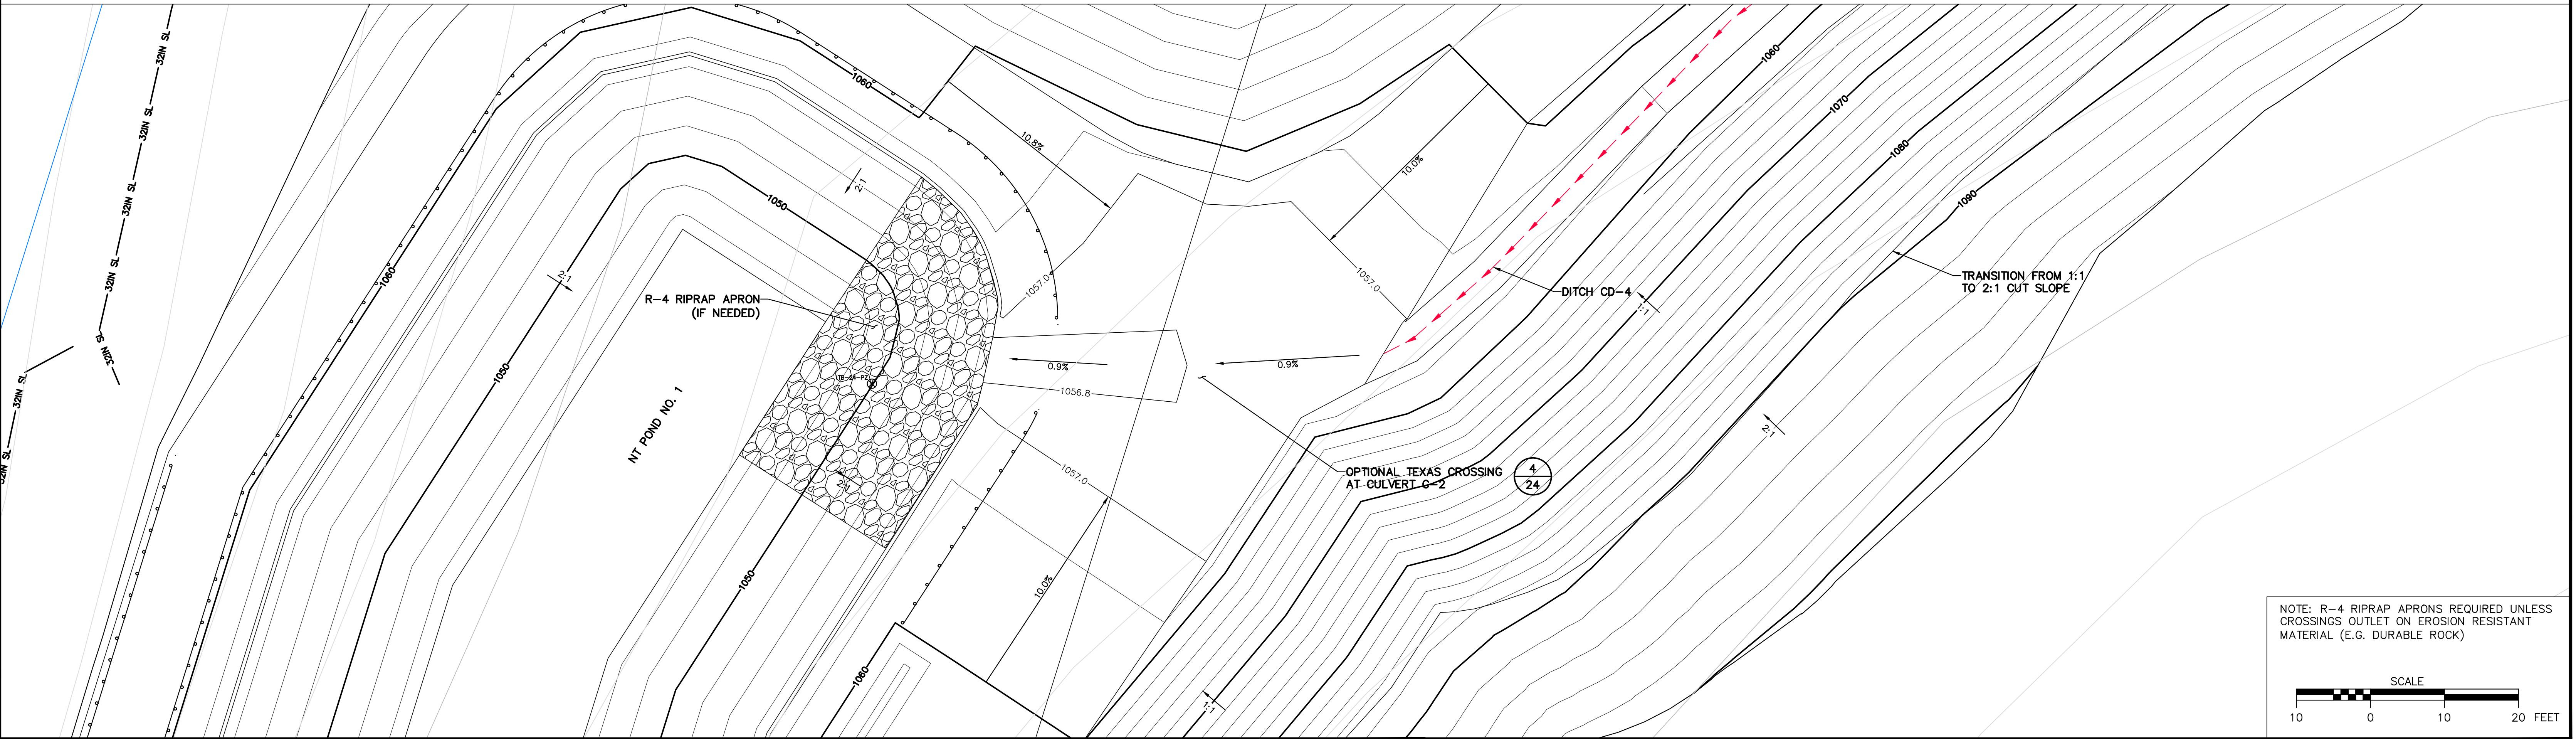 32IN SL
32IN SL
32IN SL
32IN SL
32IN SL
32IN SL
32IN SL
32IN SL
1060
1060
1060
1060
1050
1050
1050
1070
1080
1090
2:1
2:1
2:1
2:1
1:1
1:1
10.8%
10.0%
10.0%
0.9%
0.9%
1057.0
1057.0
1057.0
1056.8
R-4 RIPRAP APRON
(IF NEEDED)
NT POND NO. 1
DITCH CD-4
TRANSITION FROM 1:1
TO 2:1 CUT SLOPE
OPTIONAL TEXAS CROSSING
AT CULVERT C-2
4
24
NOTE: R-4 RIPRAP APRONS REQUIRED UNLESS
CROSSINGS OUTLET ON EROSION RESISTANT
MATERIAL (E.G. DURABLE ROCK)
SCALE
10 0 10 20 FEET